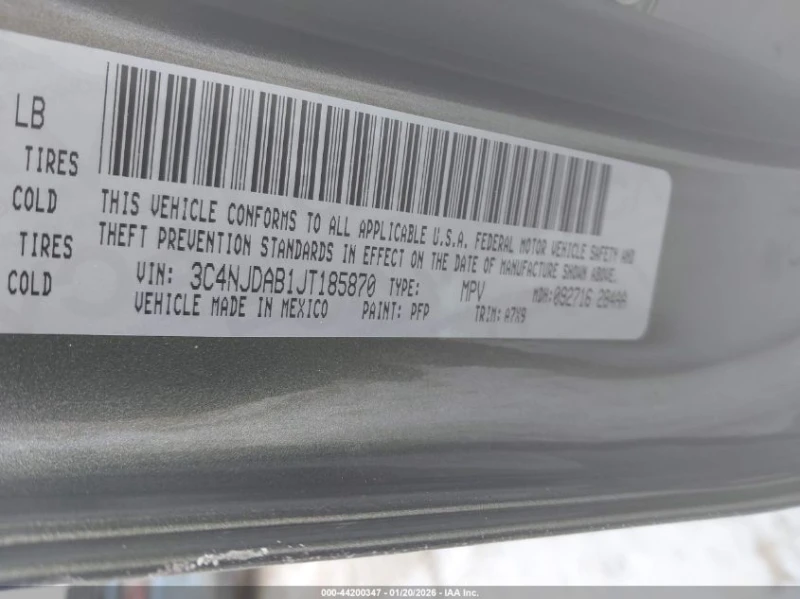 LB
TIRES
COLD
TIRES
COLD
THIS VEHICLE CONFORMS TO ALL APPLICABLE U.S.A. FEDERAL MOTOR VEHICLE SAFETY AND
THEFT PREVENTION STANDARDS IN EFFECT ON THE DATE OF MANUFACTURE SHOWN ABOVE.
VIN: 3C4NJDAB1JT185870 TYPE: MPV
VEHICLE MADE IN MEXICO PAINT: PFP TRIM: A7X9
000-44200347 - 01/20/2026 - IAA Inc.